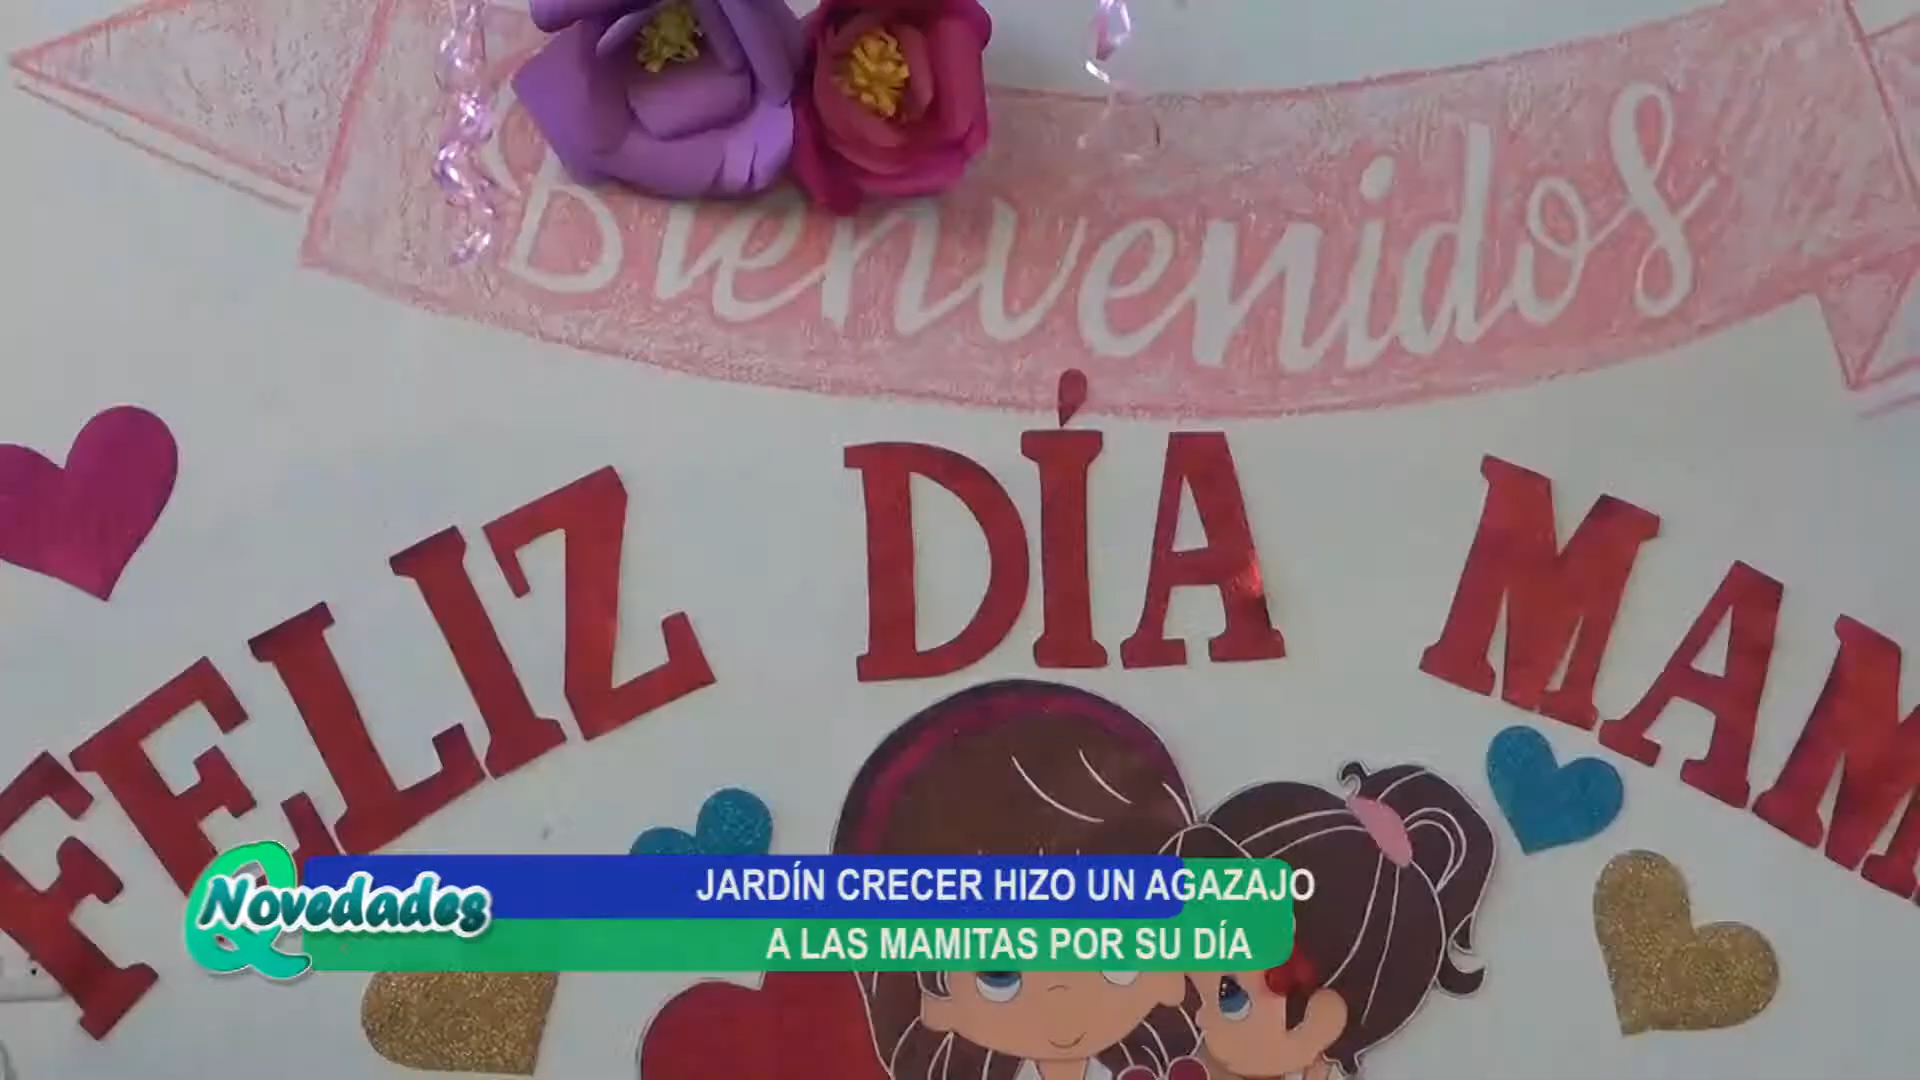 Bienvenidos
FELIZ DÍA MAM
Novedades
JARDÍN CRECER HIZO UN AGAZAJO
A LAS MAMITAS POR SU DÍA